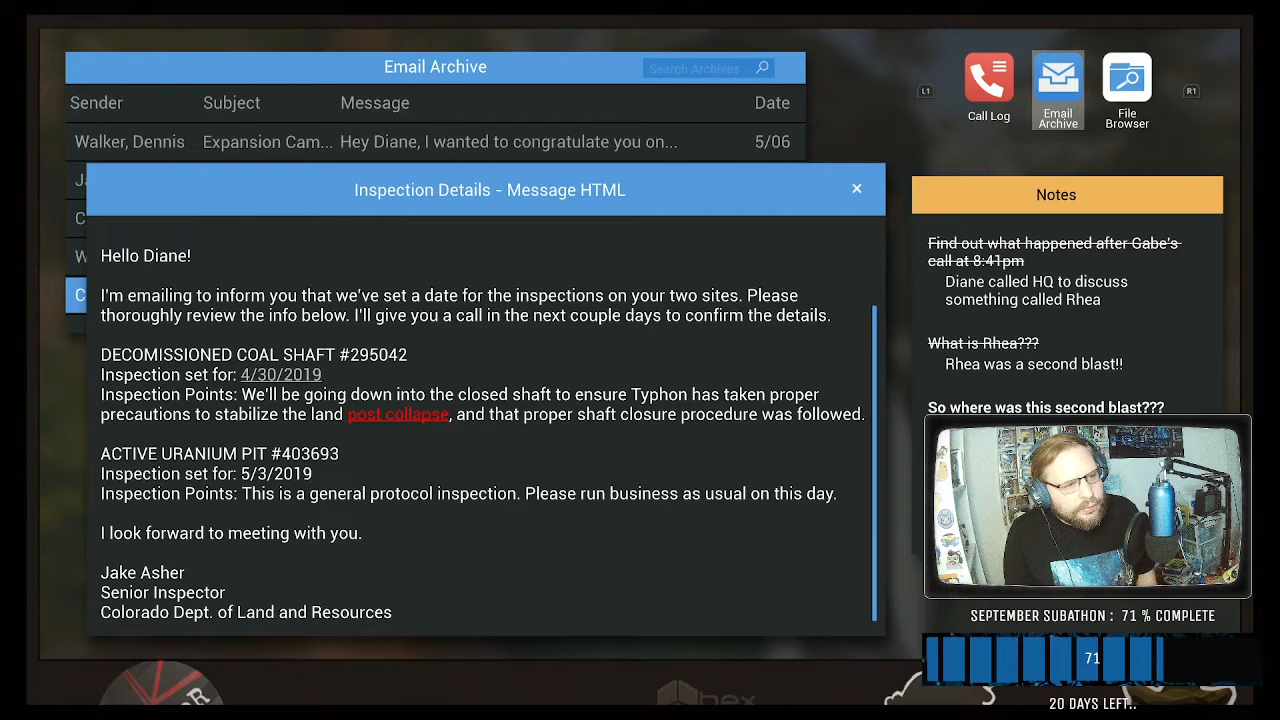 Email Archive
Search Archives
Sender Subject Message Date
Walker, Dennis Expansion Cam... Hey Diane, I wanted to congratulate you on... 5/06
Inspection Details - Message HTML
Hello Diane!
I'm emailing to inform you that we've set a date for the inspections on your two sites. Please
thoroughly review the info below. I'll give you a call in the next couple days to confirm the details.
DECOMISSIONED COAL SHAFT #295042
Inspection set for: 4/30/2019
Inspection Points: We'll be going down into the closed shaft to ensure Typhon has taken proper
precautions to stabilize the land post collapse, and that proper shaft closure procedure was followed.
ACTIVE URANIUM PIT #403693
Inspection set for: 5/3/2019
Inspection Points: This is a general protocol inspection. Please run business as usual on this day.
I look forward to meeting with you.
Jake Asher
Senior Inspector
Colorado Dept. of Land and Resources
L1
Call Log
Email
Archive
File
Browser
R1
Notes
Find out what happened after Gabe's
call at 8:41pm
Diane called HQ to discuss
something called Rhea
What is Rhea???
Rhea was a second blast!!
So where was this second blast???
SEPTEMBER SUBATHON : 71 % COMPLETE
71
20 DAYS LEFT..